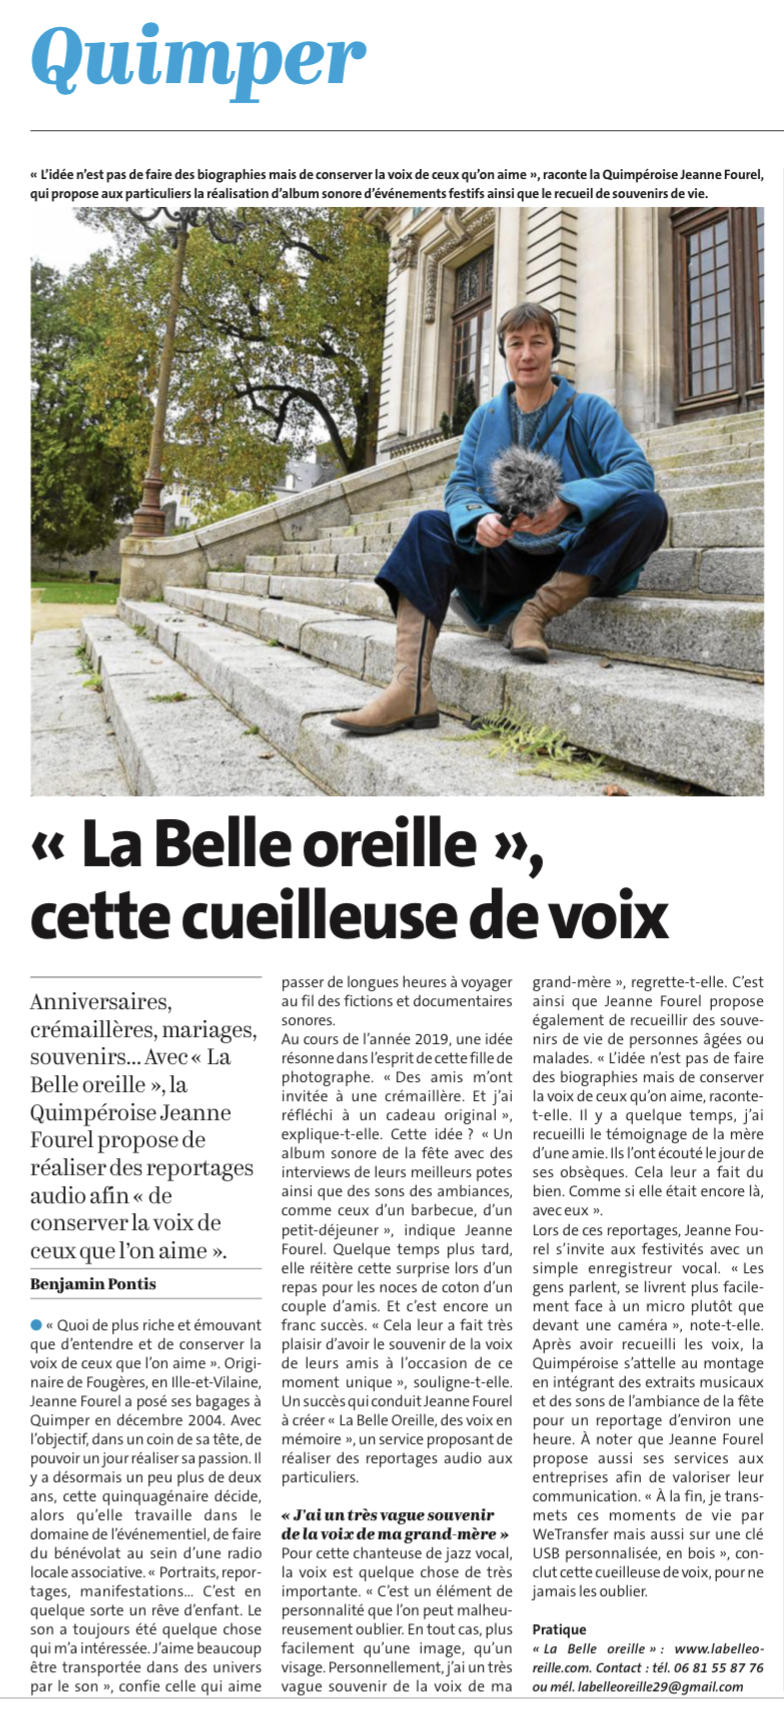 Quimper
« L’idée n’est pas de faire des biographies mais de conserver la voix de ceux qu’on aime », raconte la Quimpéroise Jeanne Fourel,
qui propose aux particuliers la réalisation d’album sonore d’événements festifs ainsi que le recueil de souvenirs de vie.
« La Belle oreille »,
cette cueilleuse de voix
Anniversaires,
crémaillères, mariages,
souvenirs... Avec « La
Belle oreille », la
Quimpéroise Jeanne
Fourel propose de
réaliser des reportages
audio afin « de
conserver la voix de
ceux que l’on aime ».
Benjamin Pontis
● « Quoi de plus riche et émouvant
que d’entendre et de conserver la
voix de ceux que l’on aime ». Origi-
naire de Fougères, en Ille-et-Vilaine,
Jeanne Fourel a posé ses bagages à
Quimper en décembre 2004. Avec
l’objectif, dans un coin de sa tête, de
pouvoir un jour réaliser sa passion. Il
y a désormais un peu plus de deux
ans, cette quinquagénaire décide,
alors qu’elle travaille dans le
domaine de l’événementiel, de faire
du bénévolat au sein d’une radio
locale associative. « Portraits, repor-
tages, manifestations... C’est en
quelque sorte un rêve d’enfant. Le
son a toujours été quelque chose
qui m’a intéressée. J’aime beaucoup
être transportée dans des univers
par le son », confie celle qui aime
passer de longues heures à voyager
au fil des fictions et documentaires
sonores.
Au cours de l’année 2019, une idée
résonne dans l’esprit de cette fille de
photographe. « Des amis m’ont
invitée à une crémaillère. Et j’ai
réfléchi à un cadeau original »,
explique-t-elle. Cette idée ? « Un
album sonore de la fête avec des
interviews de leurs meilleurs potes
ainsi que des sons des ambiances,
comme ceux d’un barbecue, d’un
petit-déjeuner », indique Jeanne
Fourel. Quelque temps plus tard,
elle réitère cette surprise lors d’un
repas pour les noces de coton d’un
couple d’amis. Et c’est encore un
franc succès. « Cela leur a fait très
plaisir d’avoir le souvenir de la voix
de leurs amis à l’occasion de ce
moment unique », souligne-t-elle.
Un succès qui conduit Jeanne Fourel
à créer « La Belle Oreille, des voix en
mémoire », un service proposant de
réaliser des reportages audio aux
particuliers.
« J’ai un très vague souvenir
de la voix de ma grand-mère »
Pour cette chanteuse de jazz vocal,
la voix est quelque chose de très
importante. « C’est un élément de
personnalité que l’on peut malheu-
reusement oublier. En tout cas, plus
facilement qu’une image, qu’un
visage. Personnellement, j’ai un très
vague souvenir de la voix de ma
grand-mère », regrette-t-elle. C’est
ainsi que Jeanne Fourel propose
également de recueillir des souve-
nirs de vie de personnes âgées ou
malades. « L’idée n’est pas de faire
des biographies mais de conserver
la voix de ceux qu’on aime, raconte-
t-elle. Il y a quelque temps, j’ai
recueilli le témoignage de la mère
d’une amie. Ils l’ont écouté le jour de
ses obsèques. Cela leur a fait du
bien. Comme si elle était encore là,
avec eux ».
Lors de ces reportages, Jeanne Fou-
rel s’invite aux festivités avec un
simple enregistreur vocal. « Les
gens parlent, se livrent plus facile-
ment face à un micro plutôt que
devant une caméra », note-t-elle.
Après avoir recueilli les voix, la
Quimpéroise s’attelle au montage
en intégrant des extraits musicaux
et des sons de l’ambiance de la fête
pour un reportage d’environ une
heure. À noter que Jeanne Fourel
propose aussi ses services aux
entreprises afin de valoriser leur
communication. « À la fin, je trans-
mets ces moments de vie par
WeTransfer mais aussi sur une clé
USB personnalisée, en bois », con-
clut cette cueilleuse de voix, pour ne
jamais les oublier.
Pratique
« La Belle oreille » : www.labelleo-
reille.com. Contact : tél. 06 81 55 87 76
ou mél. labelleoreille29@gmail.com